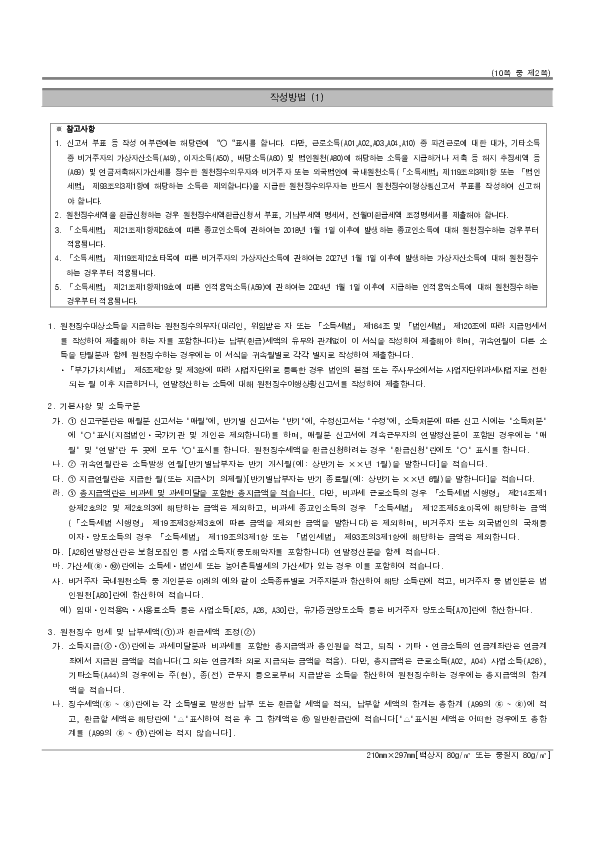 (10쪽 중 제2쪽)
작성방법 (1)
※ 참고사항
1. 신고서 부표 등 작성 여부란에는 해당란에 "○ "표시를 합니다. 다만, 근로소득(A01,A02,A03,A04,A10) 중 파견근로에 대한 대가, 기타소득
중 비거주자의 가상자산소득(A49), 이자소득(A50), 배당소득(A60) 및 법인원천(A80)에 해당하는 소득을 지급하거나 저축 등 해지 추징세액 등
(A69) 및 연금저축해지가산세를 징수한 원천징수의무자와 비거주자 또는 외국법인에 국내원천소득(「소득세법」 제119조의3제1항 또는 「법인
세법」 제93조의3제1항에 해당하는 소득은 제외합니다)을 지급한 원천징수의무자는 반드시 원천징수이행상황신고서 부표를 작성하여 신고해
야 합니다.
2. 원천징수세액을 환급신청하는 경우 원천징수세액환급신청서 부표, 기납부세액 명세서, 전월미환급세액 조정명세서를 제출해야 합니다.
3. 「소득세법」 제21조제1항제26호에 따른 종교인소득에 관하여는 2018년 1월 1일 이후에 발생하는 종교인소득에 대해 원천징수하는 경우부터
적용됩니다.
4. 「소득세법」 제119조제12호타목에 따른 비거주자의 가상자산소득에 관하여는 2027년 1월 1일 이후에 발생하는 가상자산소득에 대해 원천징수
하는 경우부터 적용됩니다.
5. 「소득세법」 제21조제1항제19호에 따른 인적용역소득(A59)에 관하여는 2024년 1월 1일 이후에 지급하는 인적용역소득에 대해 원천징수하는
경우부터 적용됩니다.
1. 원천징수대상소득을 지급하는 원천징수의무자(대리인, 위임받은 자 또는 「소득세법」 제164조 및 「법인세법」 제120조에 따라 지급명세서
를 작성하여 제출해야 하는 자를 포함합니다)는 납부(환급)세액의 유무와 관계없이 이 서식을 작성하여 제출해야 하며, 귀속연월이 다른 소
득을 당월분과 함께 원천징수하는 경우에는 이 서식을 귀속월별로 각각 별지로 작성하여 제출합니다.
• 「부가가치세법」 제5조제2항 및 제3항에 따라 사업자단위로 등록한 경우 법인의 본점 또는 주사무소에서는 사업자단위과세사업자로 전환
되는 월 이후 지급하거나, 연말정산하는 소득에 대해 원천징수이행상황신고서를 작성하여 제출합니다.
2. 기본사항 및 소득구분
가. ① 신고구분란은 매월분 신고서는 "매월"에, 반기별 신고서는 "반기"에, 수정신고서는 "수정"에, 소득처분에 따른 신고 시에는 "소득처분"
에 "○"표시(지점법인ㆍ국가기관 및 개인은 제외합니다)를 하며, 매월분 신고서에 계속근무자의 연말정산분이 포함된 경우에는 "매
월" 및 "연말"란 두 곳에 모두 "○"표시를 합니다. 원천징수세액을 환급신청하려는 경우 "환급신청"란에도 "○" 표시를 합니다.
나. ② 귀속연월란은 소득발생 연월[반기별납부자는 반기 개시월(예: 상반기는 ××년 1월)을 말합니다]을 적습니다.
다. ③ 지급연월란은 지급한 월(또는 지급시기 의제월)[반기별납부자는 반기 종료월(예: 상반기는 ××년 6월)을 말합니다]을 적습니다.
라. ⑤ 총지급액란은 비과세 및 과세미달을 포함한 총지급액을 적습니다. 다만, 비과세 근로소득의 경우 「소득세법 시행령」 제214조제1
항제2호의2 및 제2호의3에 해당하는 금액은 제외하고, 비과세 종교인소득의 경우 「소득세법」 제12조제5호아목에 해당하는 금액
(「소득세법 시행령」 제19조제3항제3호에 따른 금액을 제외한 금액을 말합니다)은 제외하며, 비거주자 또는 외국법인의 국채등
이자ㆍ양도소득의 경우 「소득세법」 제119조의3제1항 또는 「법인세법」 제93조의3제1항에 해당하는 금액은 제외합니다.
마. [A26]연말정산란은 보험모집인 등 사업소득자(중도해약자를 포함합니다) 연말정산분을 함께 적습니다.
바. 가산세(⑧ㆍ⑩)란에는 소득세ㆍ법인세 또는 농어촌특별세의 가산세가 있는 경우 이를 포함하여 적습니다.
사. 비거주자 국내원천소득 중 개인분은 아래의 예와 같이 소득종류별로 거주자분과 합산하여 해당 소득란에 적고, 비거주자 중 법인분은 법
인원천[A80]란에 합산하여 적습니다.
예) 임대ㆍ인적용역ㆍ사용료소득 등은 사업소득[A25, A26, A30]란, 유가증권양도소득 등은 비거주자 양도소득[A70]란에 합산합니다.
3. 원천징수 명세 및 납부세액(①)과 환급세액 조정(②)
가. 소득지급(④ㆍ⑤)란에는 과세미달분과 비과세를 포함한 총지급액과 총인원을 적고, 퇴직ㆍ기타ㆍ연금소득의 연금계좌란은 연금계
좌에서 지급된 금액을 적습니다(그 외는 연금계좌 외로 지급되는 금액을 적음). 다만, 총지급액은 근로소득(A02, A04) 사업소득(A26),
기타소득(A44)의 경우에는 주(현), 종(전) 근무지 등으로부터 지급받은 소득을 합산하여 원천징수하는 경우에는 총지급액의 합계
액을 적습니다.
나. 징수세액(⑥ ~ ⑧)란에는 각 소득별로 발생한 납부 또는 환급할 세액을 적되, 납부할 세액의 합계는 총합계 (A99의 ⑥ ~ ⑧)에 적
고, 환급할 세액은 해당란에 "△"표시하여 적은 후 그 합계액은 ⑮ 일반환급란에 적습니다["△"표시된 세액은 어떠한 경우에도 총합
계를 (A99의 ⑥ ~ ⑪)란에는 적지 않습니다].
210㎜×297㎜[백상지 80g/㎡ 또는 중질지 80g/㎡]